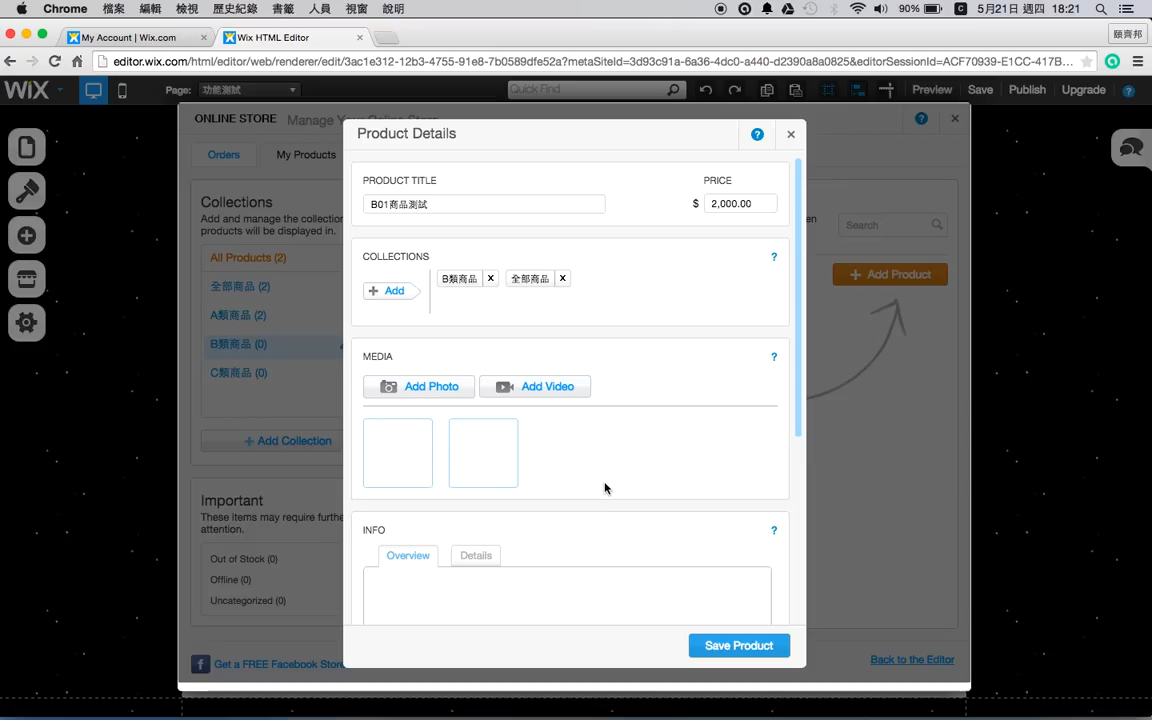 Chrome 檔案 編輯 檢視 歷史紀錄 書籤 人員 視窗 說明 90% 5月21日 週四 18:21
My Account | Wix.com × Wix HTML Editor × 顧齊邦
editor.wix.com/html/editor/web/renderer/edit/3ac1e312-12b3-4755-91e8-7b0589dfe52a?metaSiteId=3d93c91a-6a36-4dc0-a440-d2390a8a0825&editorSessionId=ACF70939-E1CC-417B...
WIX Page: 功能測試 Quick Find Preview Save Publish Upgrade ?
ONLINE STORE Manage Your Online Store ? ×
Orders My Products
Collections
Add and manage the collection
products will be displayed in.
All Products (2)
全部商品 (2)
A類商品 (2)
B類商品 (0)
C類商品 (0)
+ Add Collection
Important
These items may require furthe
attention.
Out of Stock (0)
Offline (0)
Uncategorized (0)
f Get a FREE Facebook Store
Product Details ? ×
PRODUCT TITLE PRICE
B01商品測試 $ 2,000.00
COLLECTIONS ?
+ Add B類商品 x 全部商品 x
MEDIA ?
Add Photo Add Video
INFO ?
Overview Details
Save Product
en
Search
+ Add Product
Back to the Editor